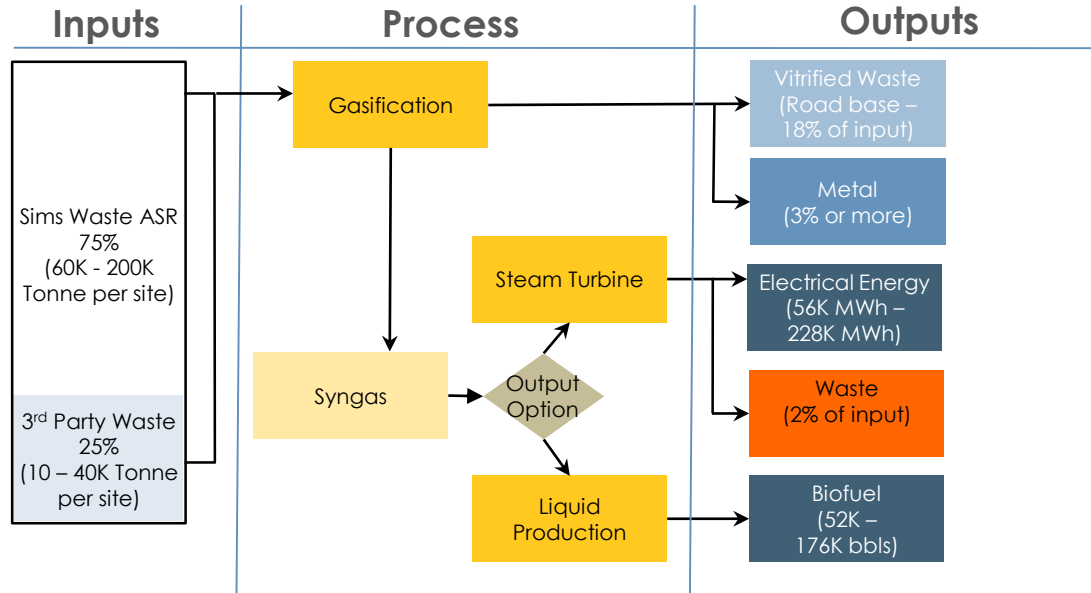 Inputs
Process
Outputs
Sims Waste ASR
75%
(60K - 200K
Tonne per site)
3rd Party Waste
25%
(10 – 40K Tonne
per site)
Gasification
Syngas
Output
Option
Steam Turbine
Liquid
Production
Vitrified Waste
(Road base –
18% of input)
Metal
(3% or more)
Electrical Energy
(56K MWh –
228K MWh)
Waste
(2% of input)
Biofuel
(52K –
176K bbls)